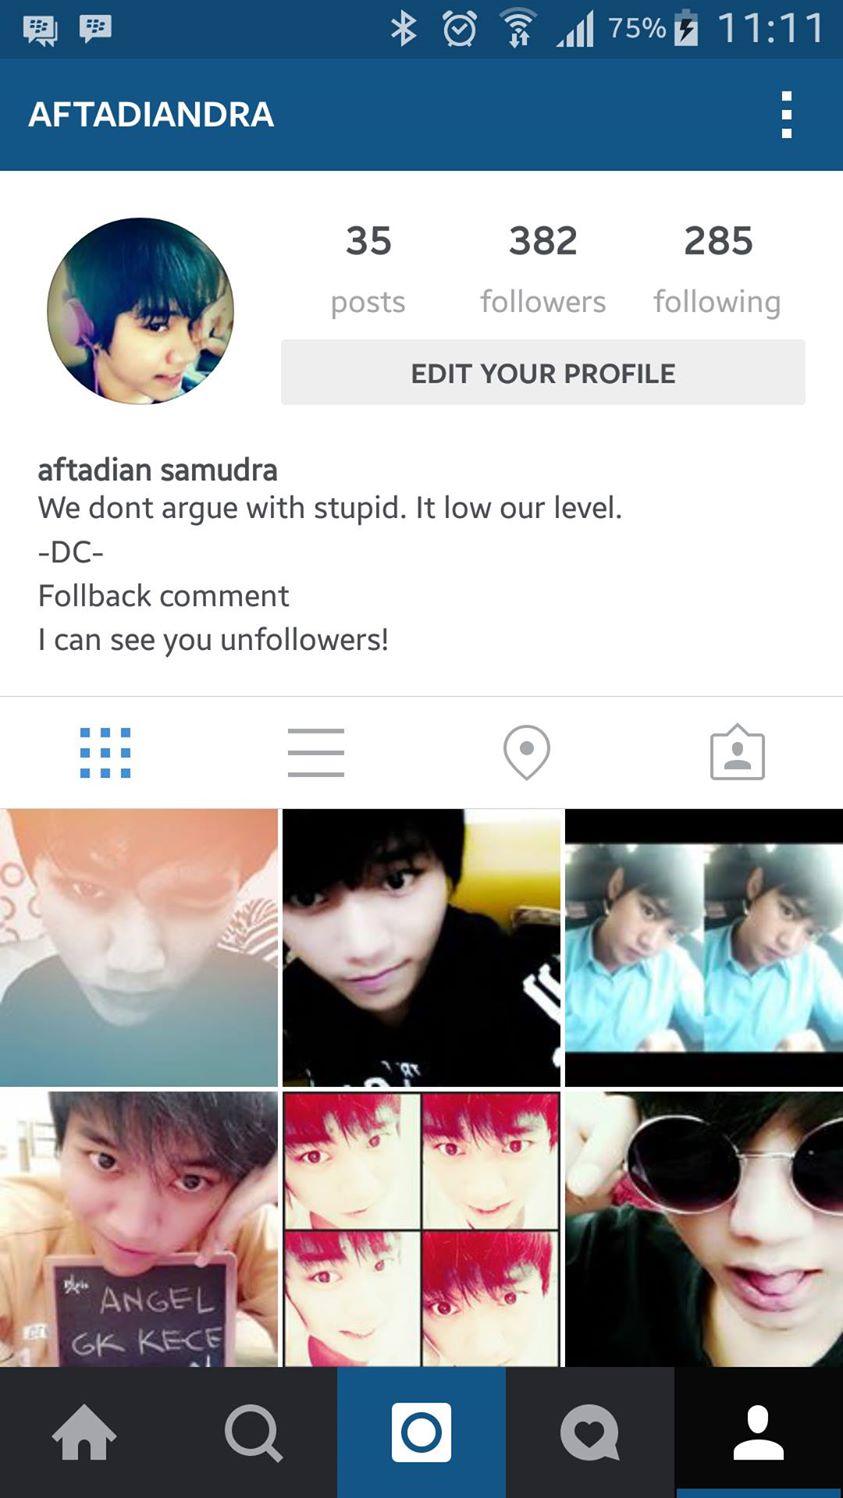 75% 11:11
AFTADIANDRA
35 382 285
posts followers following
EDIT YOUR PROFILE
aftadian samudra
We dont argue with stupid. It low our level.
-DC-
Follback comment
I can see you unfollowers!
ANGEL
GK KECE